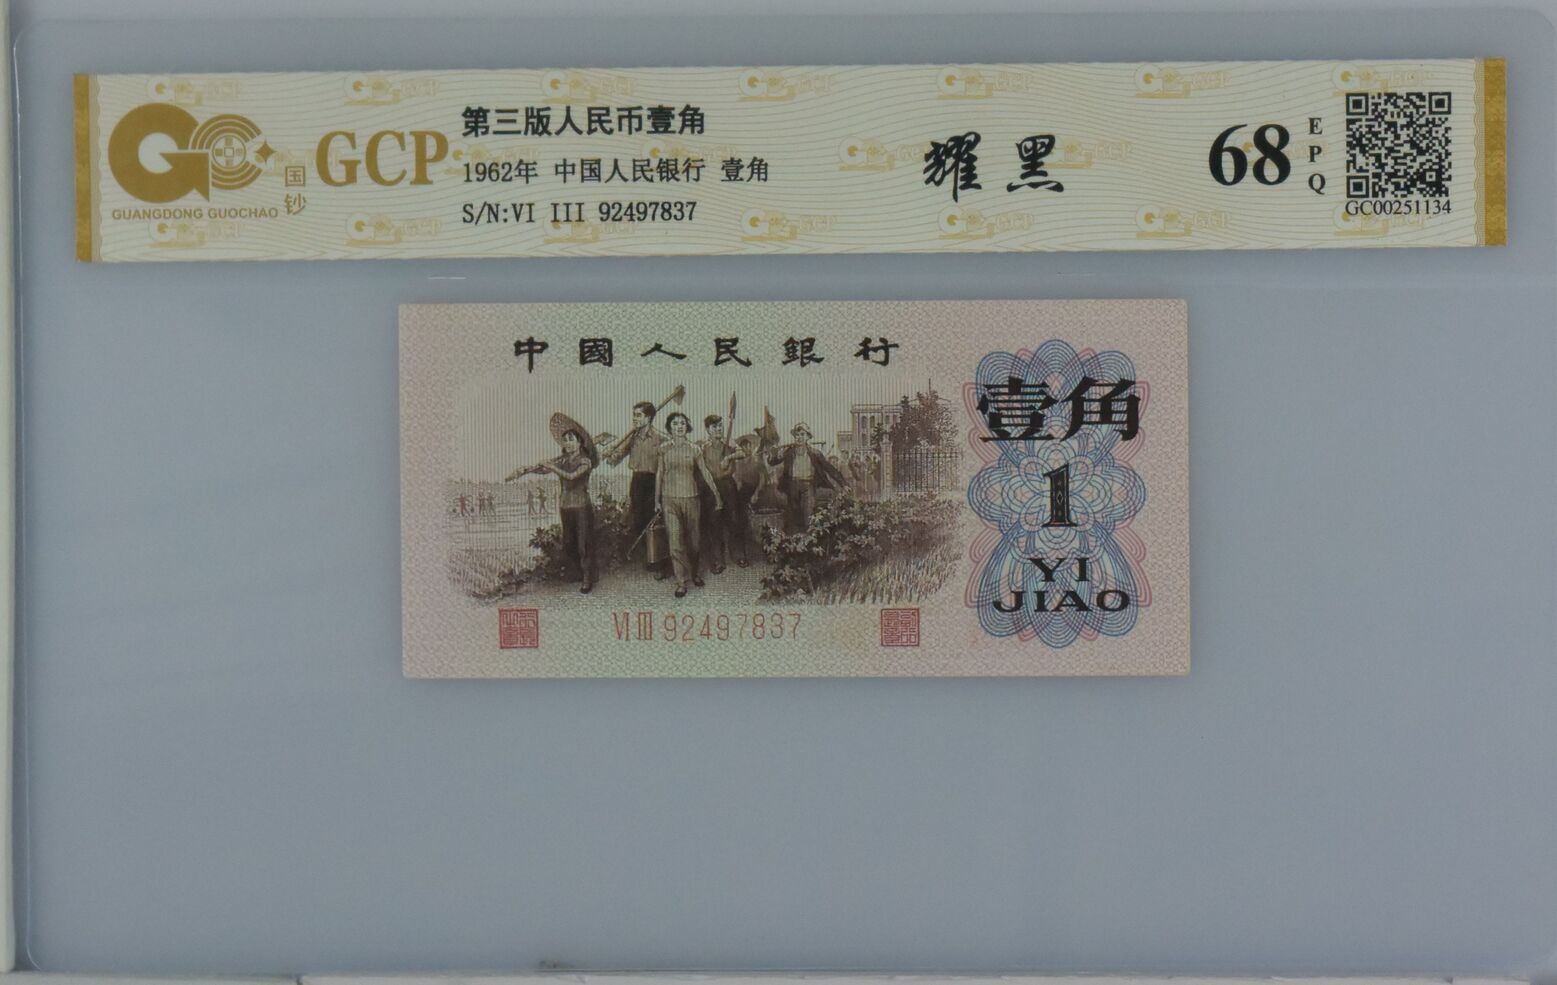 GUANGDONG GUOCHAO
国钞
GCP
第三版人民币壹角
1962年 中国人民银行 壹角
S/N:VI III 92497837
耀黑
68
EPQ
GC00251134
中國人民銀行
壹角
1
YI
JIAO
VI III 92497837